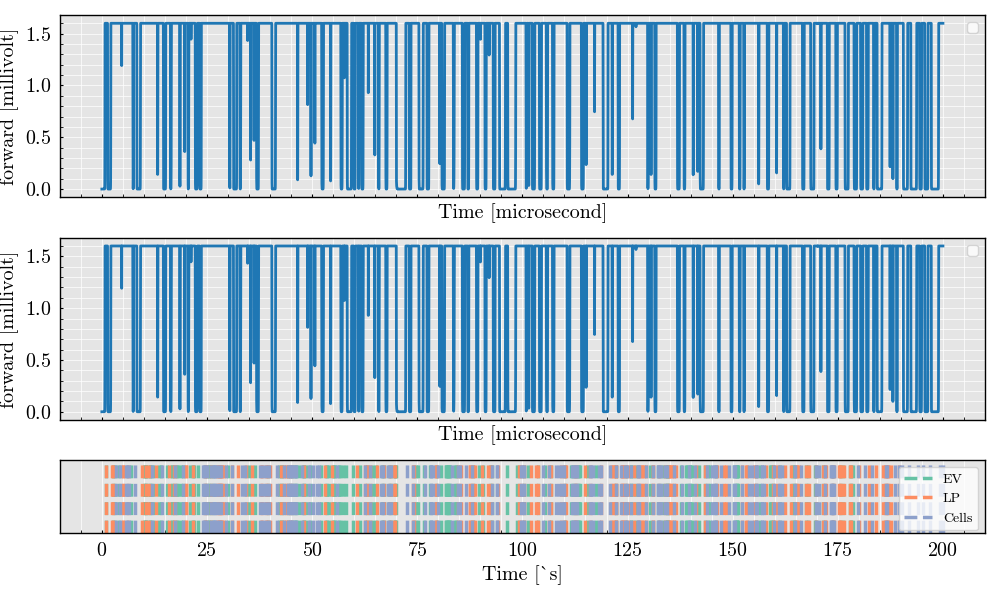 forward [millivolt]
1.5
1.0
0.5
0.0
Time [microsecond]
forward [millivolt]
1.5
1.0
0.5
0.0
Time [microsecond]
EV
LP
Cells
0 25 50 75 100 125 150 175 200
Time [`s]